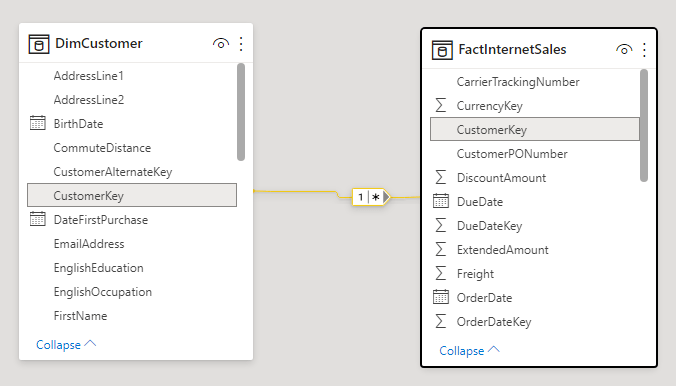 DimCustomer
AddressLine1
AddressLine2
BirthDate
CommuteDistance
CustomerAlternateKey
CustomerKey
DateFirstPurchase
EmailAddress
EnglishEducation
EnglishOccupation
FirstName
Collapse
1 *
FactInternetSales
CarrierTrackingNumber
CurrencyKey
CustomerKey
CustomerPONumber
DiscountAmount
DueDate
DueDateKey
ExtendedAmount
Freight
OrderDate
OrderDateKey
Collapse